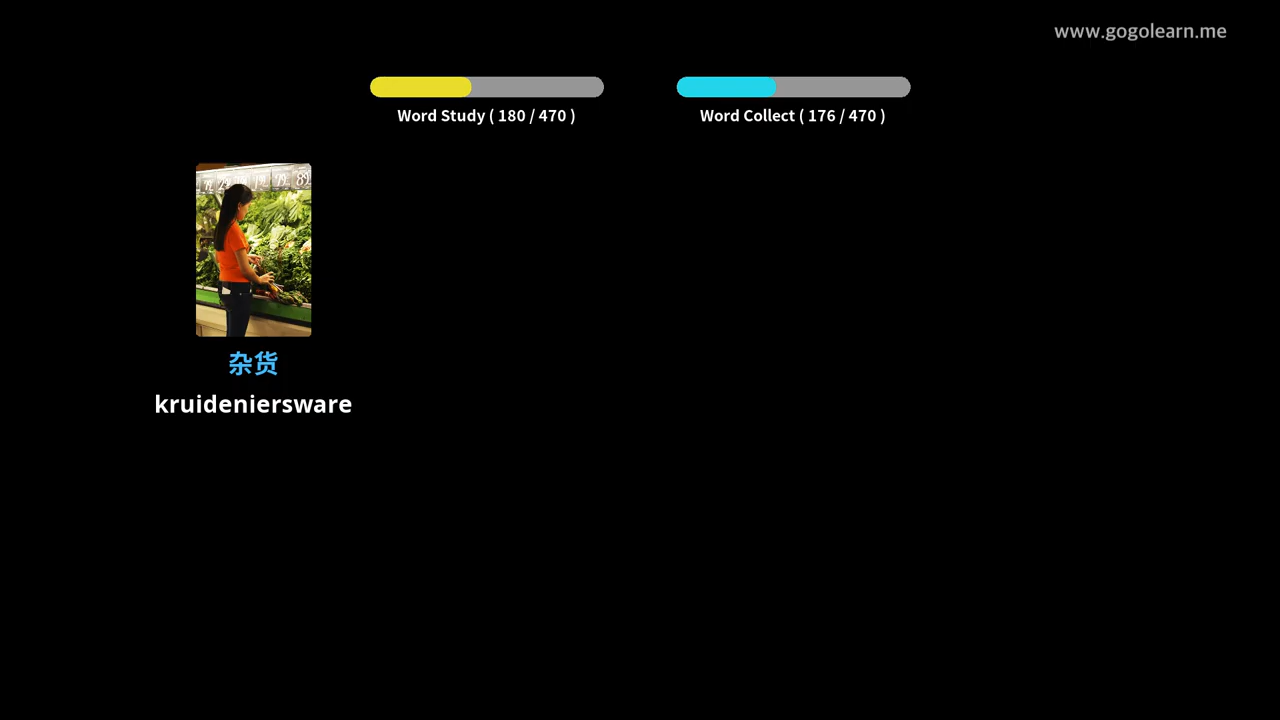 www.gogolearn.me
Word Study ( 180 / 470 )
Word Collect ( 176 / 470 )
杂货
kruideniersware